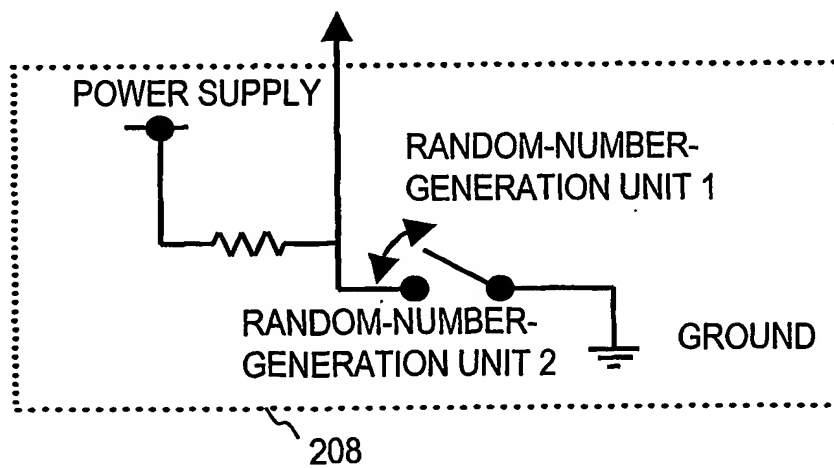 POWER SUPPLY
RANDOM-NUMBER-
GENERATION UNIT 1
RANDOM-NUMBER-
GENERATION UNIT 2
GROUND
208